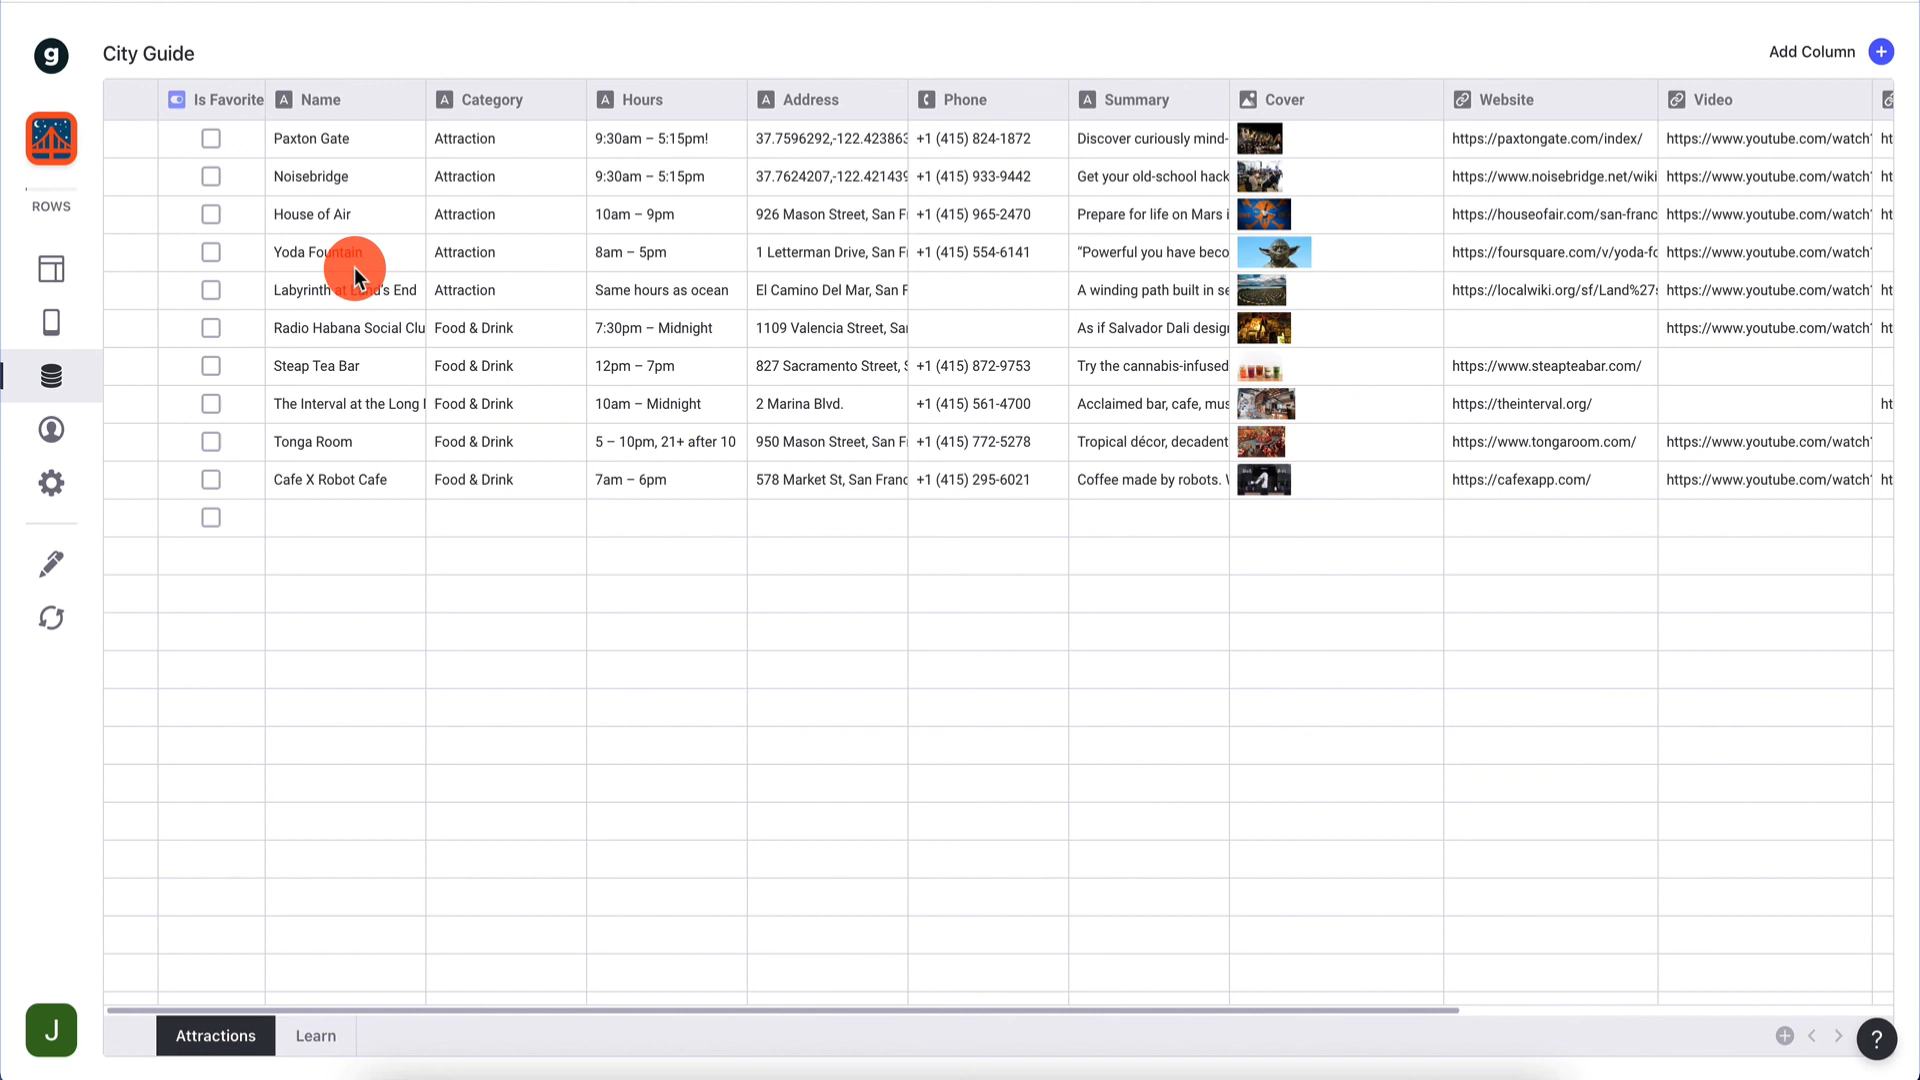 g
City Guide
Add Column
Is Favorite Name Category Hours Address Phone Summary Cover Website Video
Paxton Gate Attraction 9:30am – 5:15pm! 37.7596292,-122.423863 +1 (415) 824-1872 Discover curiously mind- https://paxtongate.com/index/ https://www.youtube.com/watch? ht
Noisebridge Attraction 9:30am – 5:15pm 37.7624207,-122.421439 +1 (415) 933-9442 Get your old-school hack https://www.noisebridge.net/wiki https://www.youtube.com/watch? ht
ROWS
House of Air Attraction 10am – 9pm 926 Mason Street, San F +1 (415) 965-2470 Prepare for life on Mars i https://houseofair.com/san-franc https://www.youtube.com/watch? ht
Yoda Fountain Attraction 8am – 5pm 1 Letterman Drive, San F +1 (415) 554-6141 “Powerful you have beco https://foursquare.com/v/yoda-fo https://www.youtube.com/watch?
Labyrinth at Land's End Attraction Same hours as ocean El Camino Del Mar, San F A winding path built in se https://localwiki.org/sf/Land%27s https://www.youtube.com/watch? ht
Radio Habana Social Clu Food & Drink 7:30pm – Midnight 1109 Valencia Street, Sa As if Salvador Dali desig https://www.youtube.com/watch? ht
Steap Tea Bar Food & Drink 12pm – 7pm 827 Sacramento Street, S +1 (415) 872-9753 Try the cannabis-infused https://www.steapteabar.com/
The Interval at the Long Food & Drink 10am – Midnight 2 Marina Blvd. +1 (415) 561-4700 Acclaimed bar, cafe, mus https://theinterval.org/ ht
Tonga Room Food & Drink 5 – 10pm, 21+ after 10 950 Mason Street, San F +1 (415) 772-5278 Tropical décor, decadent https://www.tongaroom.com/ https://www.youtube.com/watch?
Cafe X Robot Cafe Food & Drink 7am – 6pm 578 Market St, San Franc +1 (415) 295-6021 Coffee made by robots. https://cafexapp.com/ https://www.youtube.com/watch? ht
J
Attractions Learn
?